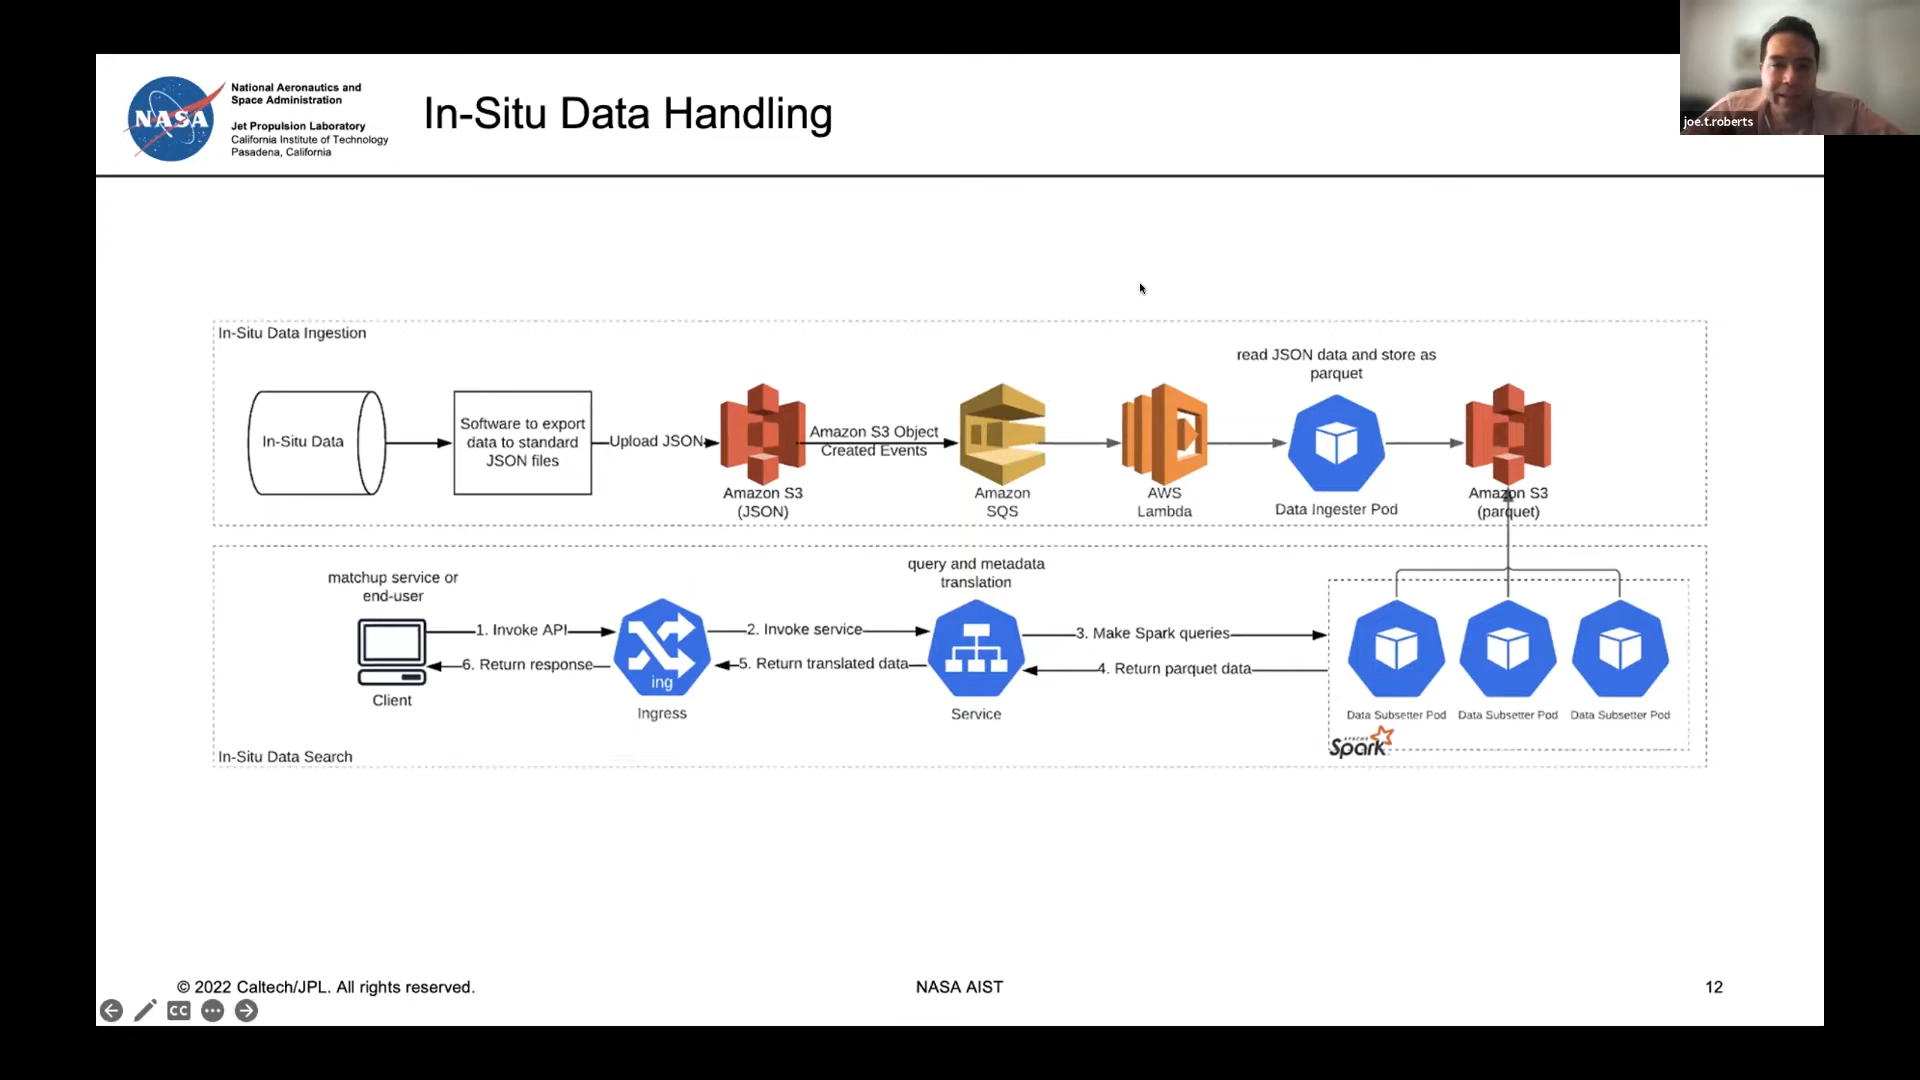 NASA
National Aeronautics and
Space Administration
Jet Propulsion Laboratory
California Institute of Technology
Pasadena, California
In-Situ Data Handling
joe.t.roberts
In-Situ Data Ingestion
In-Situ Data
Software to export
data to standard
JSON files
Upload JSON
Amazon S3
(JSON)
Amazon S3 Object
Created Events
Amazon
SQS
AWS
Lambda
read JSON data and store as
parquet
Data Ingester Pod
Amazon S3
(parquet)
matchup service or
end-user
Client
1. Invoke API
6. Return response
ing
Ingress
2. Invoke service
5. Return translated data
query and metadata
translation
Service
3. Make Spark queries
4. Return parquet data
Data Subsetter Pod
Data Subsetter Pod
Data Subsetter Pod
APACHE
Spark
In-Situ Data Search
© 2022 Caltech/JPL. All rights reserved.
NASA AIST
12
CC